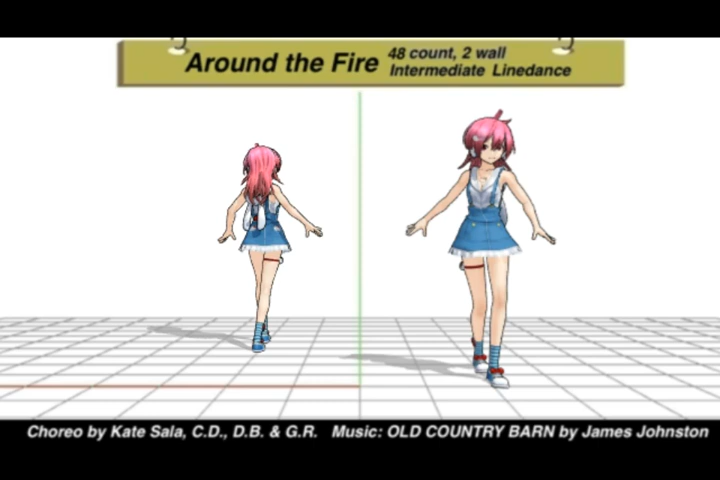 Around the Fire
48 count, 2 wall
Intermediate Linedance
Choreo by Kate Sala, C.D., D.B. & G.R. Music: OLD COUNTRY BARN by James Johnston